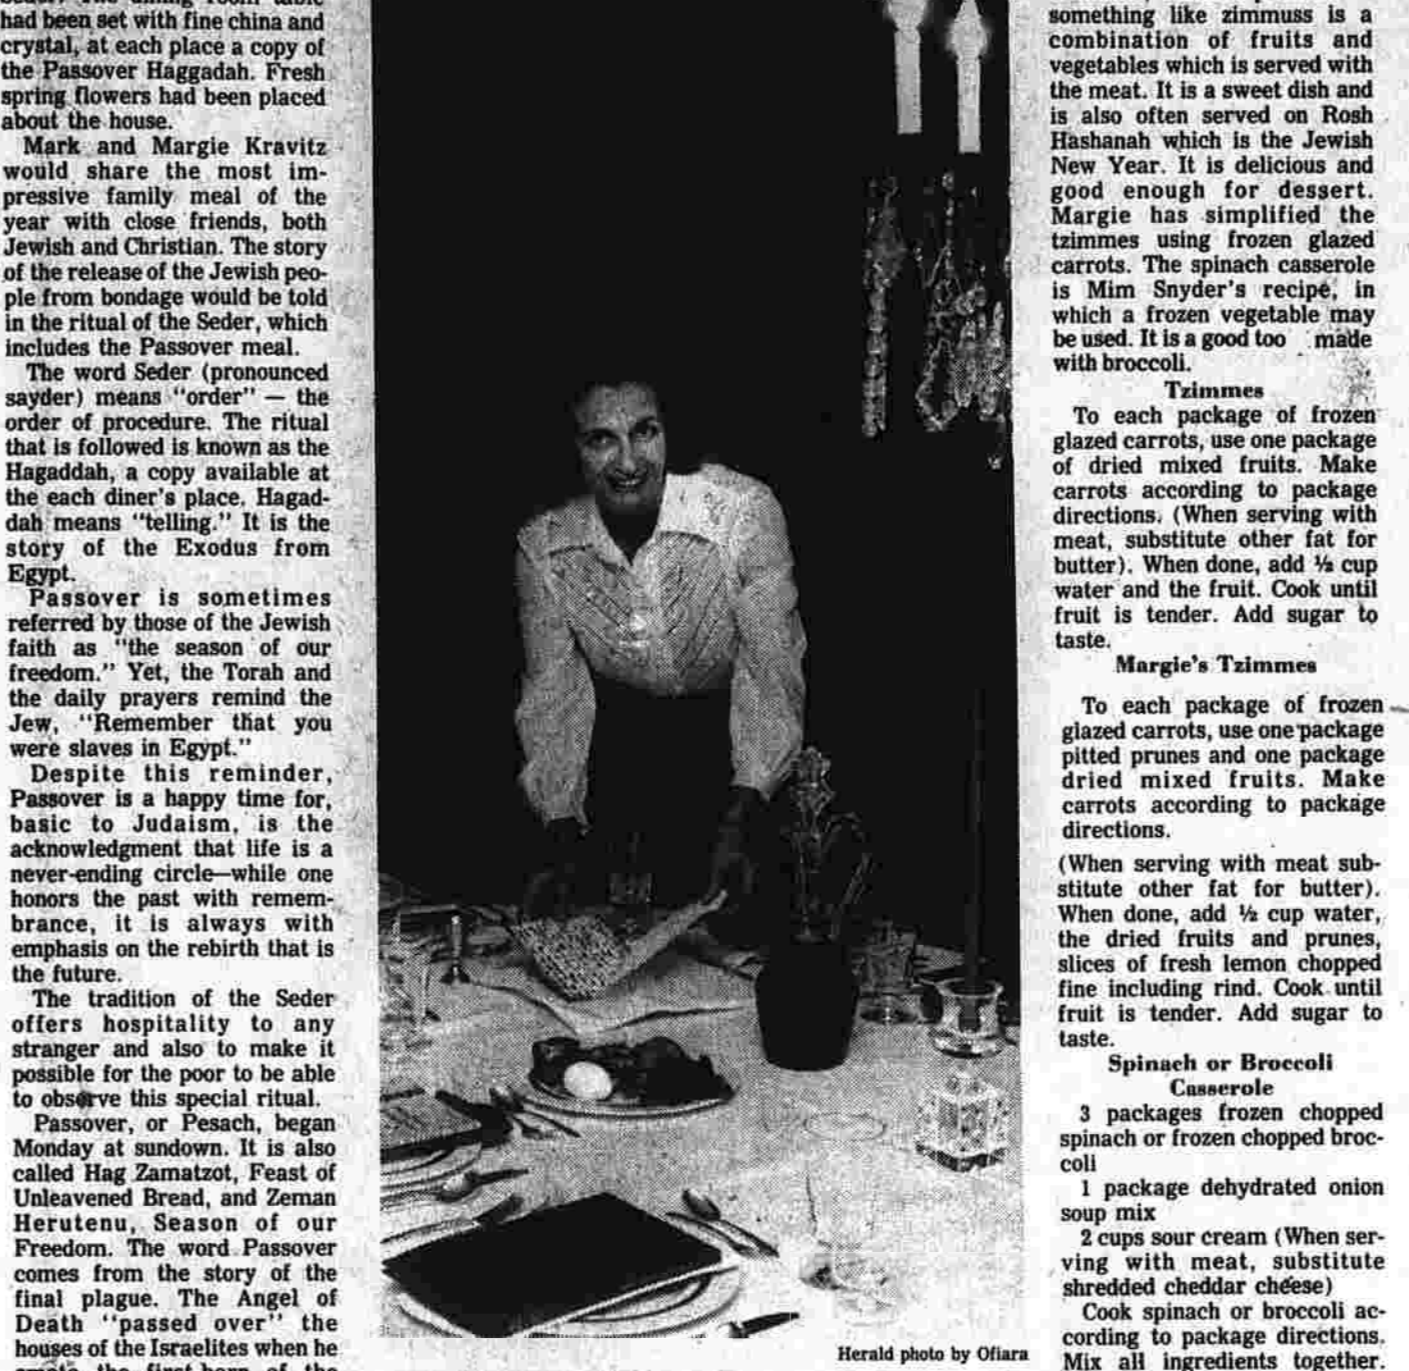 had been set with fine china and
crystal, at each place a copy of
the Passover Haggadah. Fresh
spring flowers had been placed
about the house.
Mark and Margie Kravitz
would share the most im-
pressive family meal of the
year with close friends, both
Jewish and Christian. The story
of the release of the Jewish peo-
ple from bondage would be told
in the ritual of the Seder, which
includes the Passover meal.
The word Seder (pronounced
sayder) means "order" — the
order of procedure. The ritual
that is followed is known as the
Hagaddah, a copy available at
the each diner's place. Hagad-
dah means "telling." It is the
story of the Exodus from
Egypt.
Passover is sometimes
referred by those of the Jewish
faith as "the season of our
freedom." Yet, the Torah and
the daily prayers remind the
Jew, "Remember that you
were slaves in Egypt."
Despite this reminder,
Passover is a happy time for,
basic to Judaism, is the
acknowledgment that life is a
never-ending circle—while one
honors the past with remem-
brance, it is always with
emphasis on the rebirth that is
the future.
The tradition of the Seder
offers hospitality to any
stranger and also to make it
possible for the poor to be able
to observe this special ritual.
Passover, or Pesach, began
Monday at sundown. It is also
called Hag Zamatzot, Feast of
Unleavened Bread, and Zeman
Herutenu, Season of our
Freedom. The word Passover
comes from the story of the
final plague. The Angel of
Death "passed over" the
houses of the Israelites when he
Herald photo by Ofiara
something like zimmuss is a
combination of fruits and
vegetables which is served with
the meat. It is a sweet dish and
is also often served on Rosh
Hashanah which is the Jewish
New Year. It is delicious and
good enough for dessert.
Margie has simplified the
tzimmes using frozen glazed
carrots. The spinach casserole
is Mim Snyder's recipe, in
which a frozen vegetable may
be used. It is a good too made
with broccoli.
Tzimmes
To each package of frozen
glazed carrots, use one package
of dried mixed fruits. Make
carrots according to package
directions. (When serving with
meat, substitute other fat for
butter). When done, add ½ cup
water and the fruit. Cook until
fruit is tender. Add sugar to
taste.
Margie's Tzimmes
To each package of frozen
glazed carrots, use one package
pitted prunes and one package
dried mixed fruits. Make
carrots according to package
directions.
(When serving with meat sub-
stitute other fat for butter).
When done, add ½ cup water,
the dried fruits and prunes,
slices of fresh lemon chopped
fine including rind. Cook until
fruit is tender. Add sugar to
taste.
Spinach or Broccoli
Casserole
3 packages frozen chopped
spinach or frozen chopped broc-
coli
1 package dehydrated onion
soup mix
2 cups sour cream (When ser-
ving with meat, substitute
shredded cheddar cheese)
Cook spinach or broccoli ac-
cording to package directions.
Mix all ingredients together.